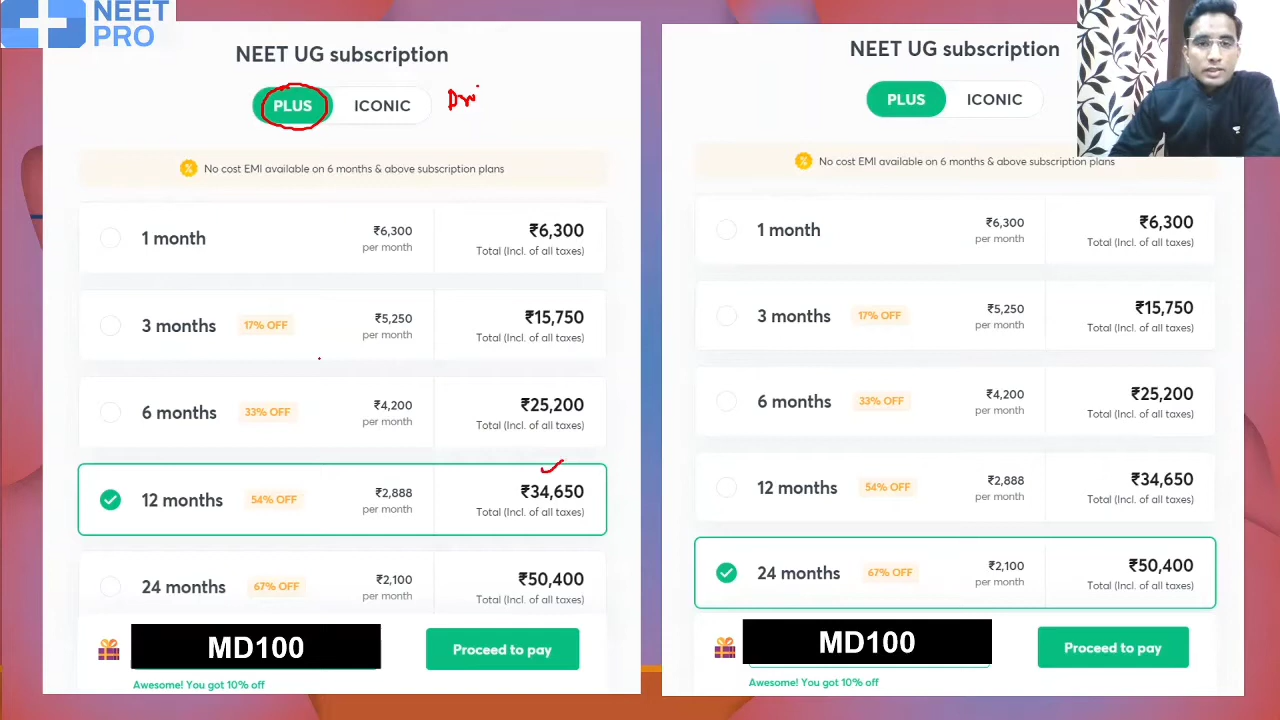 NEET
PRO
NEET UG subscription
PLUS
ICONIC
No cost EMI available on 6 months & above subscription plans
1 month
₹6,300
per month
₹6,300
Total (Incl. of all taxes)
3 months
17% OFF
₹5,250
per month
₹15,750
Total (Incl. of all taxes)
6 months
33% OFF
₹4,200
per month
₹25,200
Total (Incl. of all taxes)
12 months
54% OFF
₹2,888
per month
₹34,650
Total (Incl. of all taxes)
24 months
67% OFF
₹2,100
per month
₹50,400
Total (Incl. of all taxes)
MD100
Proceed to pay
Awesome! You got 10% off
NEET UG subscription
PLUS
ICONIC
No cost EMI available on 6 months & above subscription plans
1 month
₹6,300
per month
₹6,300
Total (Incl. of all taxes)
3 months
17% OFF
₹5,250
per month
₹15,750
Total (Incl. of all taxes)
6 months
33% OFF
₹4,200
per month
₹25,200
Total (Incl. of all taxes)
12 months
54% OFF
₹2,888
per month
₹34,650
Total (Incl. of all taxes)
24 months
67% OFF
₹2,100
per month
₹50,400
Total (Incl. of all taxes)
MD100
Proceed to pay
Awesome! You got 10% off